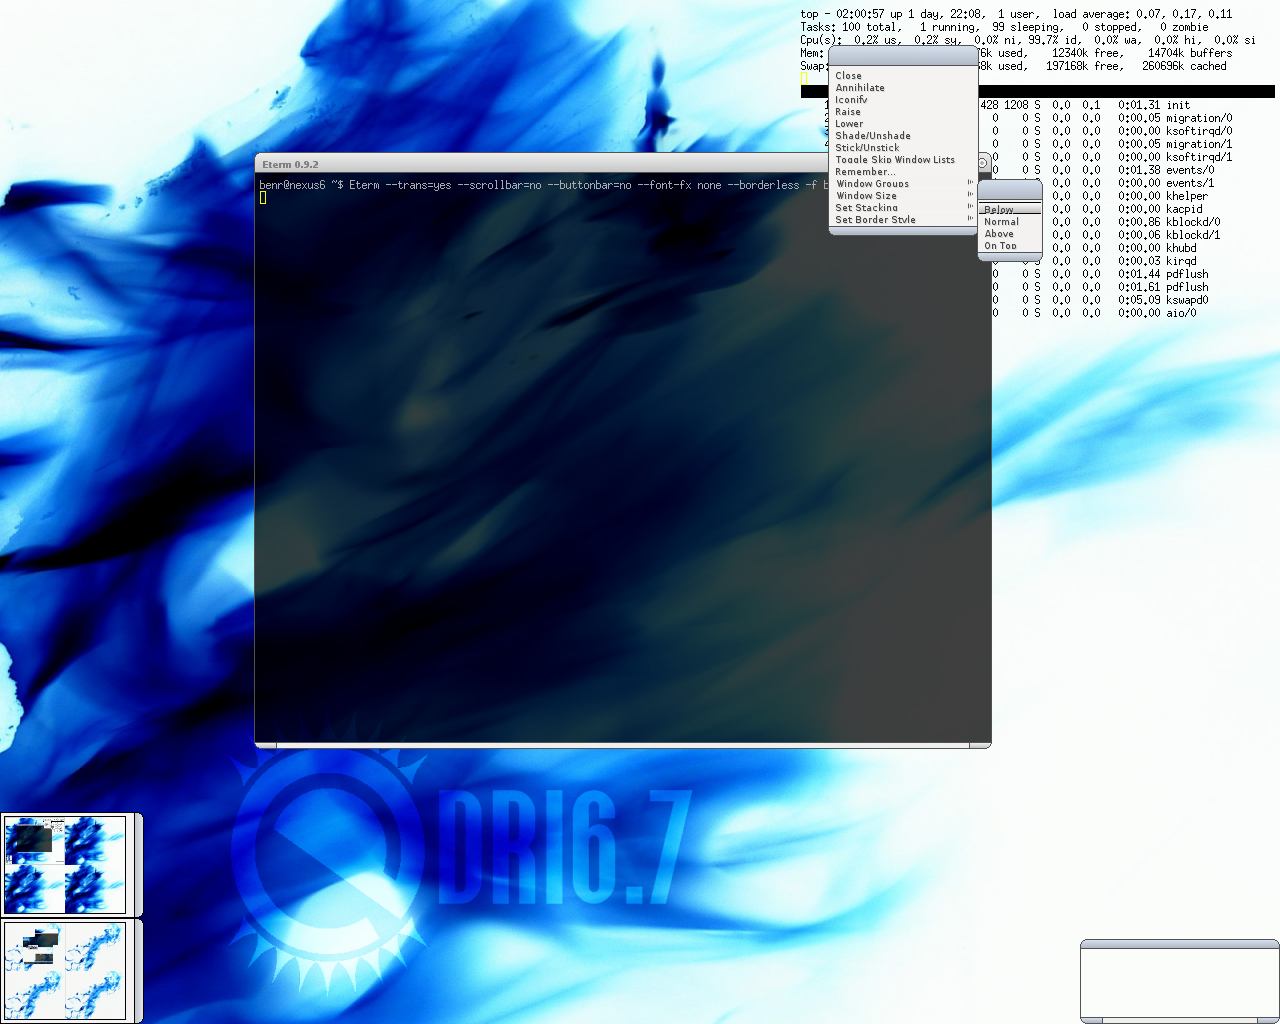 top - 02:00:57 up 1 day, 22:08,  1 user,  load average: 0.07, 0.17, 0.11
Tasks: 100 total,   1 running,  99 sleeping,   0 stopped,   0 zombie
Cpu(s):  0.2% us,  0.2% sy,  0.0% ni, 99.7% id,  0.0% wa,  0.0% hi,  0.0% si
Mem: used,    12340k free,    14704k buffers
Swap: used,   197168k free,   260696k cached
Close
Annihilate
Iconify
Raise
Lower
Shade/Unshade
Stick/Unstick
Toggle Skip Window Lists
Remember...
Window Groups
Window Size
Set Stacking
Set Border Style
428 1208 S  0.0  0.1   0:01.31 init
0    0 S  0.0  0.0   0:00.05 migration/0
0    0 S  0.0  0.0   0:00.00 ksoftirqd/0
0    0 S  0.0  0.0   0:00.05 migration/1
0    0 S  0.0  0.0   0:00.00 ksoftirqd/1
0.0  0.0   0:01.38 events/0
0.0  0.0   0:00.00 events/1
0.0  0.0   0:00.00 khelper
0.0  0.0   0:00.00 kacpid
0.0  0.0   0:00.86 kblockd/0
0.0  0.0   0:00.06 kblockd/1
0.0  0.0   0:00.00 khubd
0 S  0.0  0.0   0:00.03 kirqd
0    0 S  0.0  0.0   0:01.44 pdflush
0    0 S  0.0  0.0   0:01.61 pdflush
0    0 S  0.0  0.0   0:05.09 kswapd0
0    0 S  0.0  0.0   0:00.00 aio/0
Below
Normal
Above
On Top
Eterm 0.9.2
benr@nexus6 ~$ Eterm --trans=yes --scrollbar=no --buttonbar=no --font-fx none --borderless -f
DRI6.7